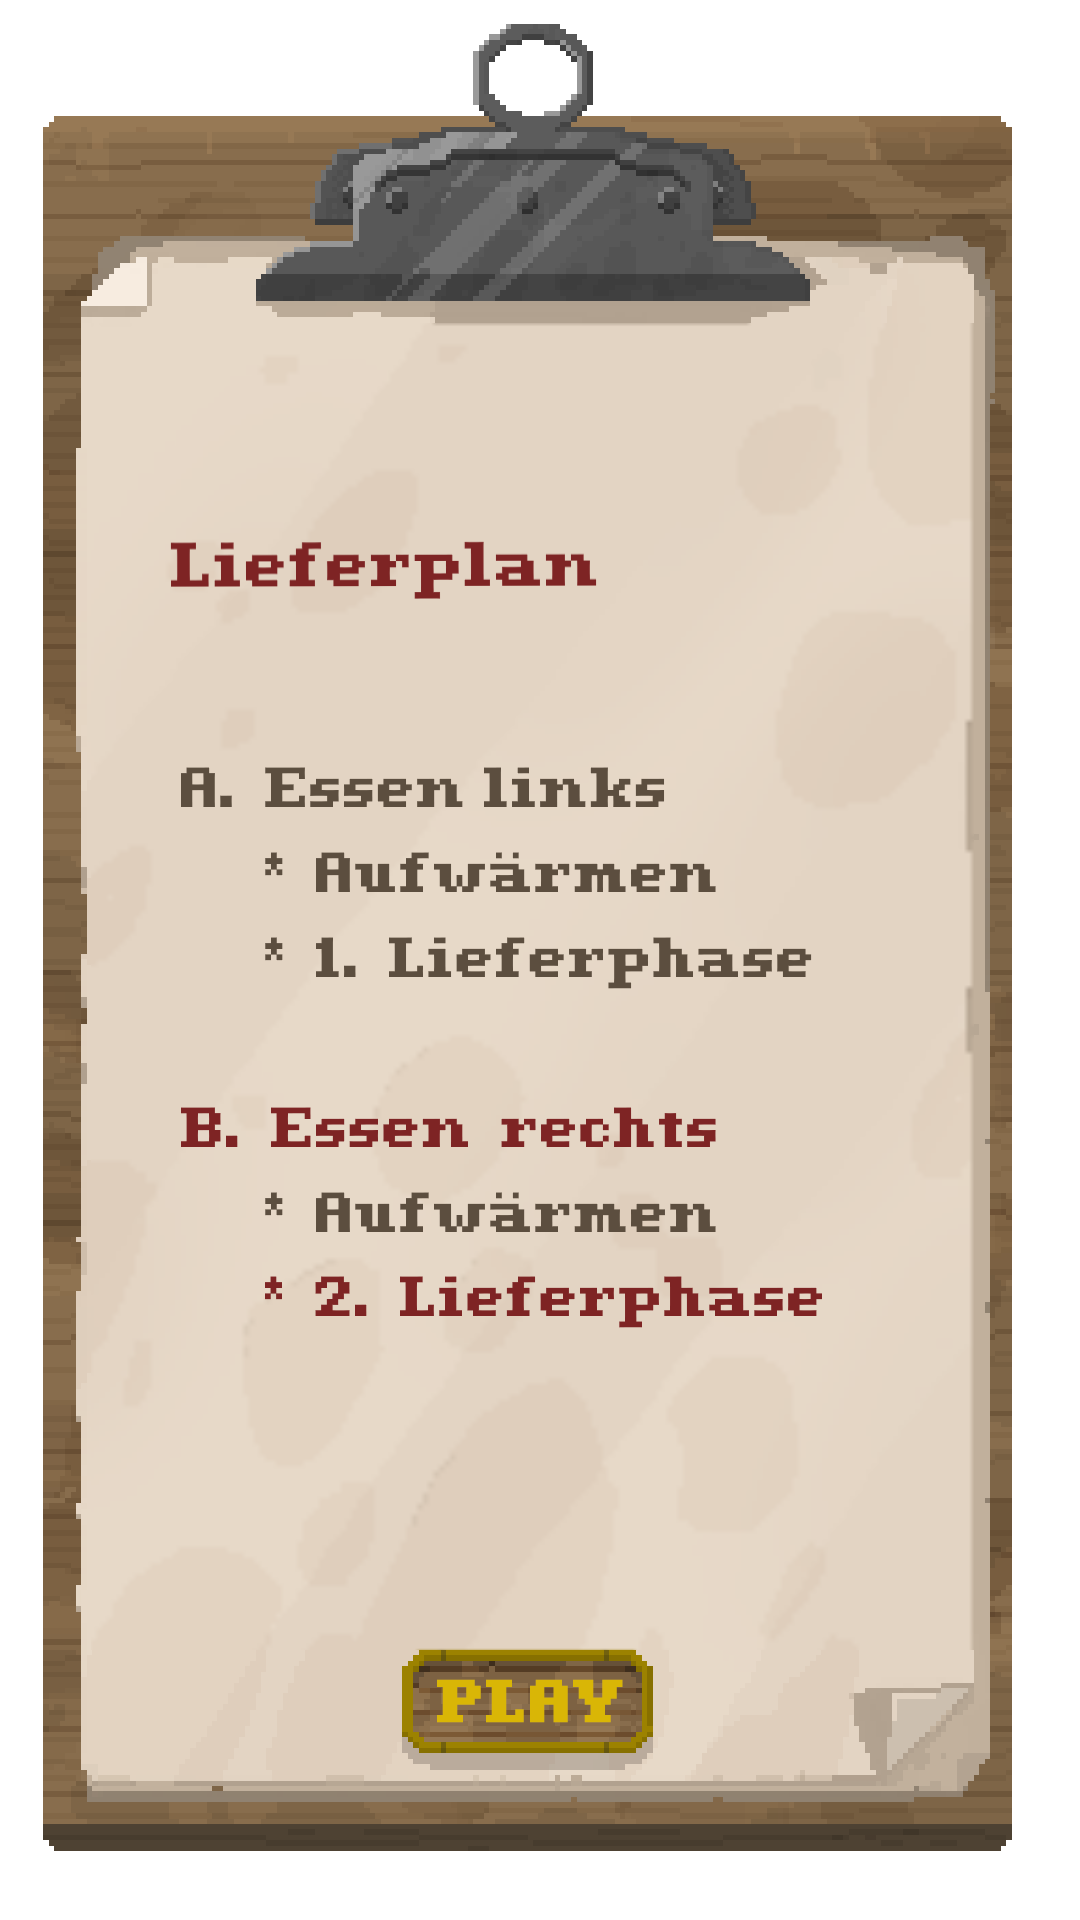 Lieferplan
A. Essen links
* Aufwärmen
* 1. Lieferphase
B. Essen rechts
* Aufwärmen
* 2. Lieferphase
PLAY